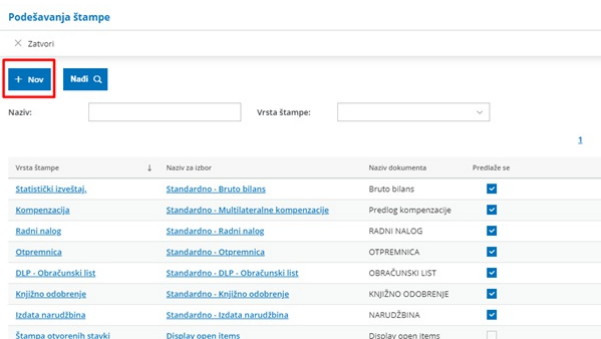 Podešavanja štampe
Zatvori
+ Nov Nađi
Naziv: Vrsta štampe:
1
Vrsta štampe ↓ Naziv za izbor Naziv dokumenta Predlaže se
Statistički izveštaj. Standardno - Bruto bilans Bruto bilans
Kompenzacija Standardno - Multilateralne kompenzacije Predlog kompenzacije
Radni nalog Standardno - Radni nalog RADNI NALOG
Otpremnica Standardno - Otpremnica OTPREMNICA
DLP - Obračunski list Standardno - DLP - Obračunski list OBRAČUNSKI LIST
Knjižno odobrenje Standardno - Knjižno odobrenje KNJIŽNO ODOBRENJE
Izdata narudžbina Standardno - Izdata narudžbina NARUDŽBINA
Štampa otvorenih stavki Display open items Display open items